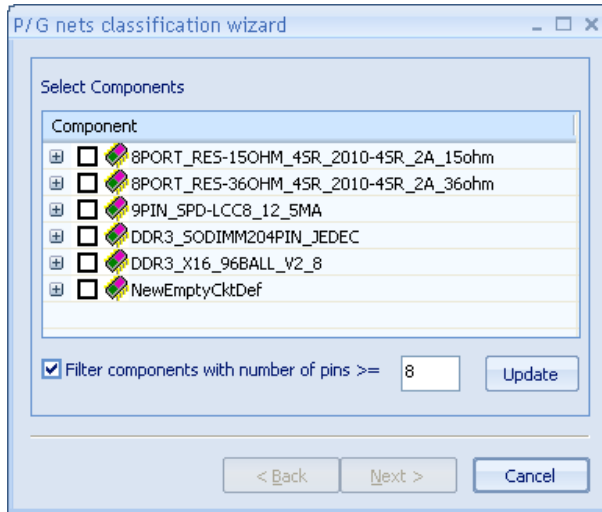 P/G nets classification wizard
Select Components
Component
8PORT_RES-15OHM_4SR_2010-4SR_2A_15ohm
8PORT_RES-36OHM_4SR_2010-4SR_2A_36ohm
9PIN_SPD-LCC8_12_5MA
DDR3_SODIMM204PIN_JEDEC
DDR3_X16_96BALL_V2_8
NewEmptyCktDef
Filter components with number of pins >= 8 Update
< Back Next > Cancel